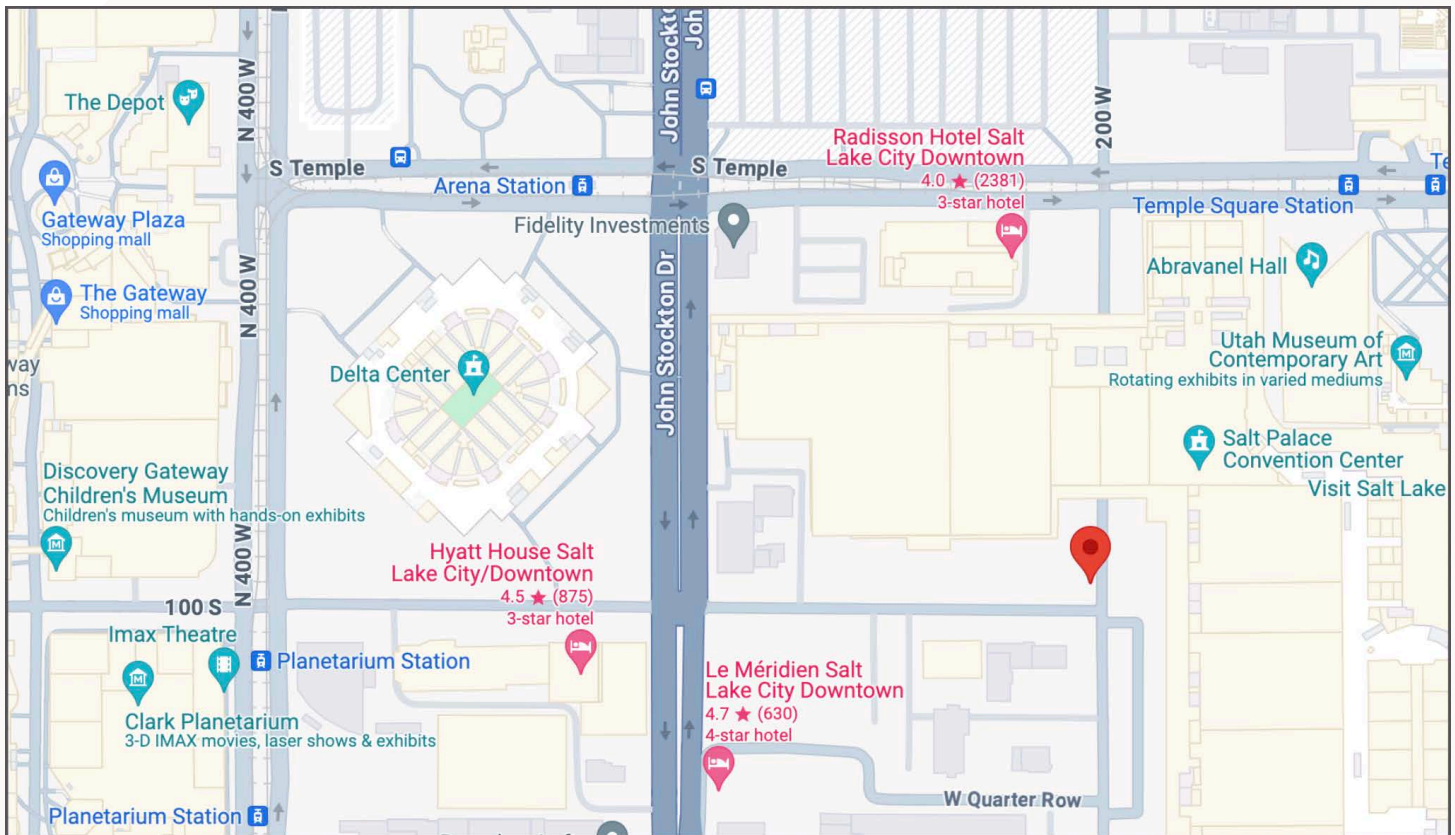 John Stockto
Joh
The Depot
N 400 W
200 W
Radisson Hotel Salt
Lake City Downtown
4.0 ★ (2381)
3-star hotel
S Temple
S Temple
Arena Station
Temple Square Station
Gateway Plaza
Shopping mall
Fidelity Investments
Abravanel Hall
N 400 W
The Gateway
Shopping mall
John Stockton Dr
Utah Museum of
Contemporary Art
Rotating exhibits in varied mediums
Delta Center
way
ms
Salt Palace
Convention Center
Visit Salt Lake
Discovery Gateway
Children's Museum
Children's museum with hands-on exhibits
N 400 W
Hyatt House Salt
Lake City/Downtown
4.5 ★ (875)
3-star hotel
100 S
Imax Theatre
Planetarium Station
Le Méridien Salt
Lake City Downtown
4.7 ★ (630)
4-star hotel
Clark Planetarium
3-D IMAX movies, laser shows & exhibits
W Quarter Row
Planetarium Station